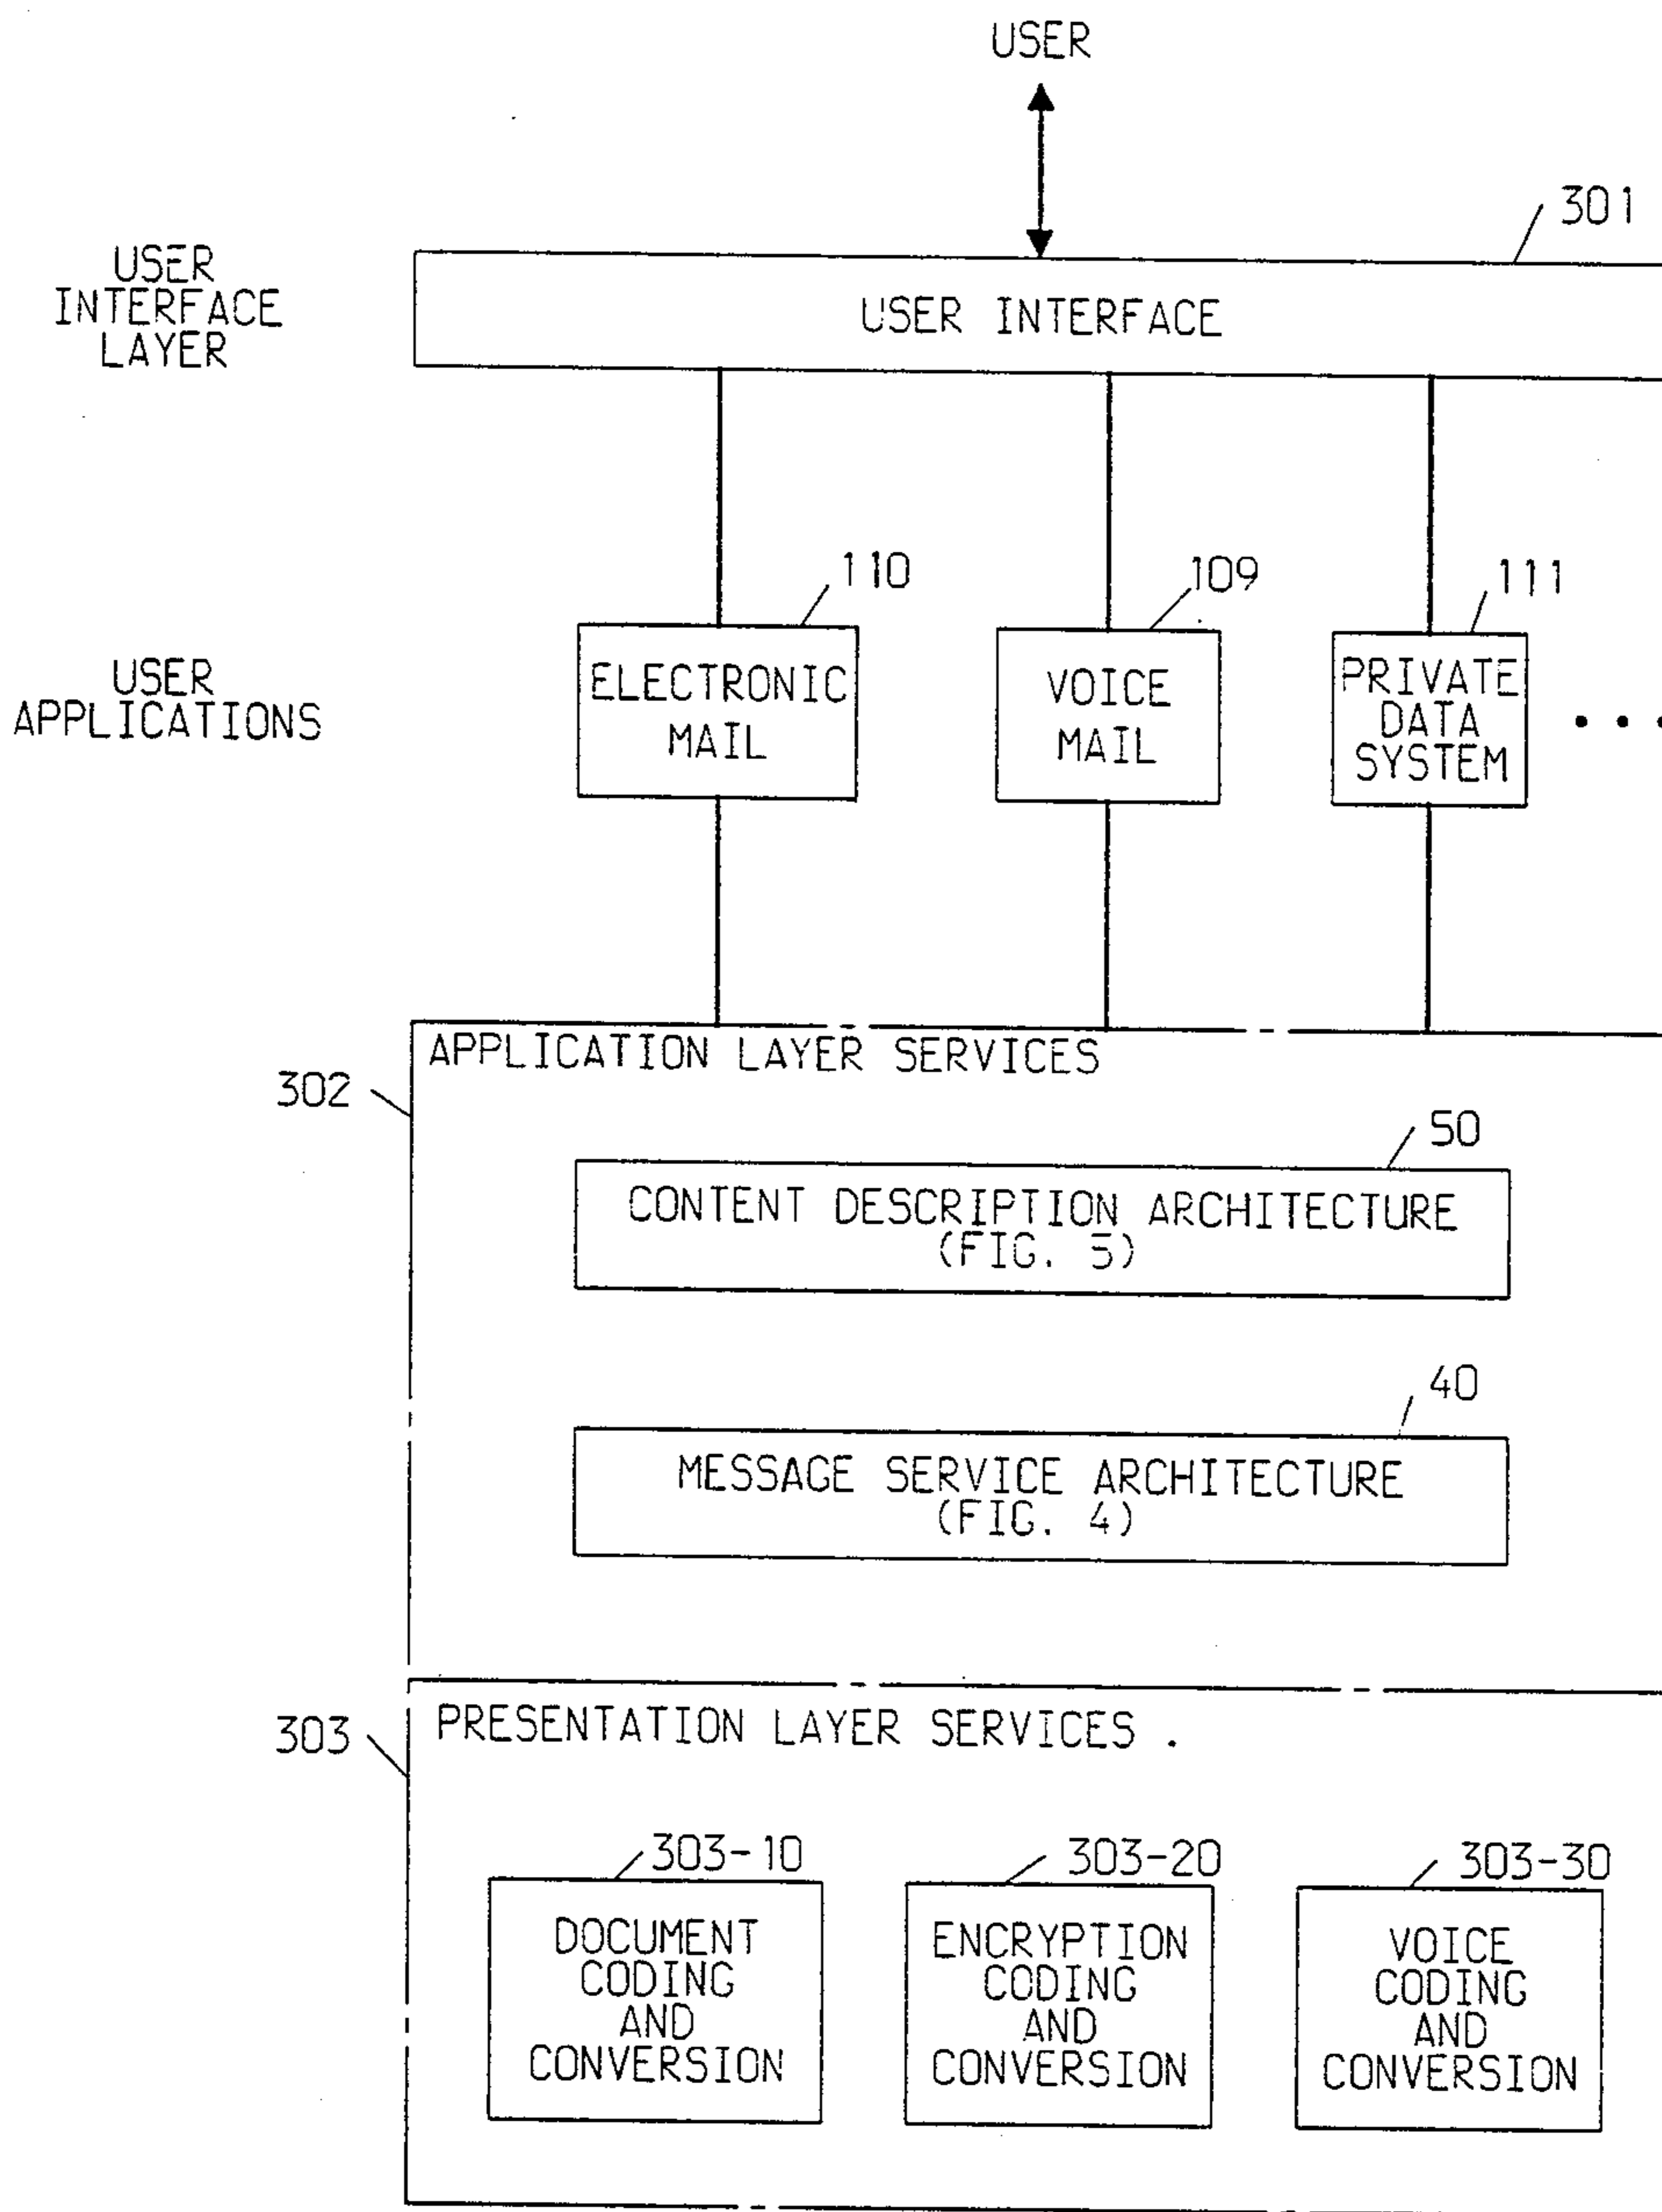 USER
301
USER
INTERFACE
LAYER
USER INTERFACE
110
109
111
USER
APPLICATIONS
ELECTRONIC
MAIL
VOICE
MAIL
PRIVATE
DATA
SYSTEM
...
APPLICATION LAYER SERVICES
302
50
CONTENT DESCRIPTION ARCHITECTURE
(FIG. 5)
40
MESSAGE SERVICE ARCHITECTURE
(FIG. 4)
PRESENTATION LAYER SERVICES .
303
303-10
303-20
303-30
DOCUMENT
CODING
AND
CONVERSION
ENCRYPTION
CODING
AND
CONVERSION
VOICE
CODING
AND
CONVERSION